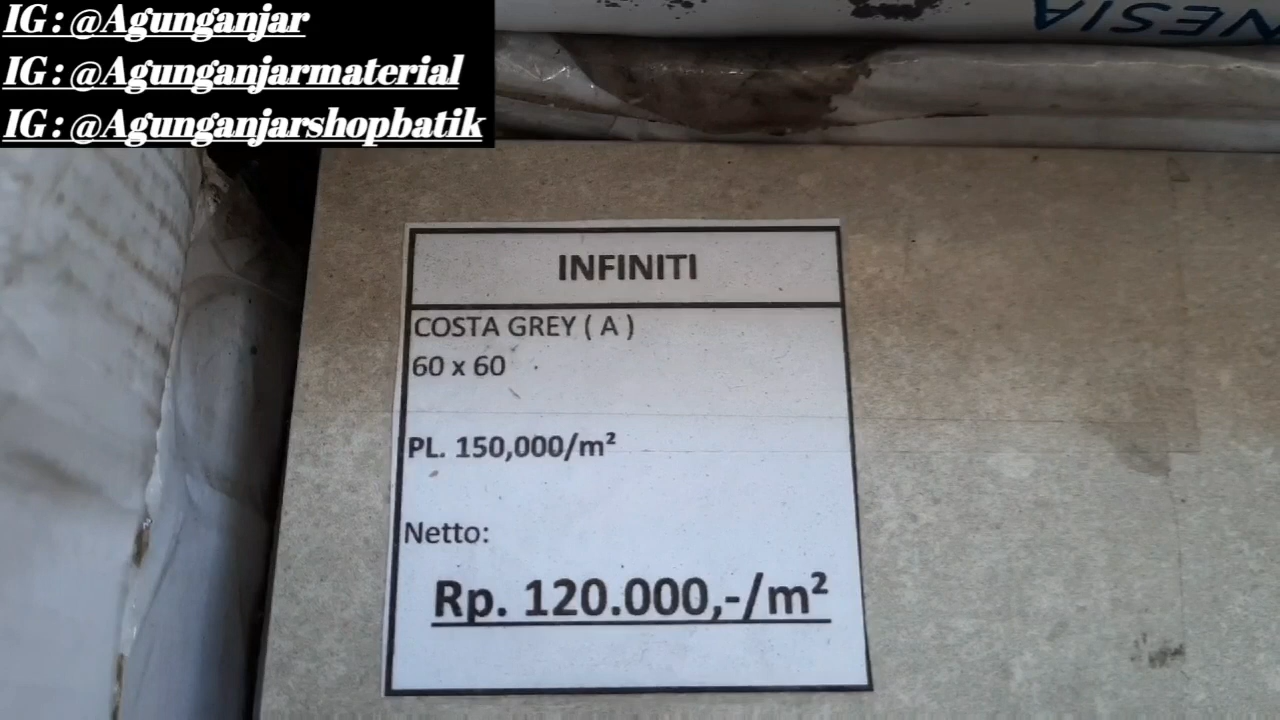 IG : @Agunganjar
IG : @Agunganjarmaterial
IG : @Agunganjarshopbatik
NESIA
INFINITI
COSTA GREY ( A )
60 x 60
PL. 150,000/m²
Netto:
Rp. 120.000,-/m²